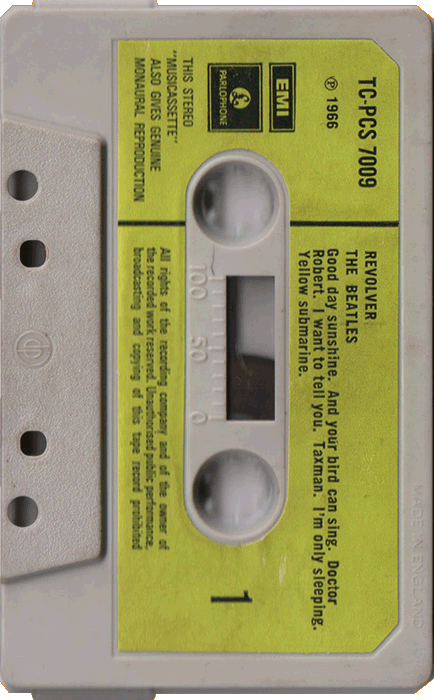 TC-PCS 7009
Ⓟ 1966
EMI
PARLOPHONE
THIS STEREO
"MUSICASSETTE"
ALSO GIVES GENUINE
MONAURAL REPRODUCTION
REVOLVER
THE BEATLES
Good day sunshine. And your bird can sing. Doctor
Robert. I want to tell you. Taxman. I'm only sleeping.
Yellow submarine.
100 50 0
All rights of the recording company and of the owner of
the recorded work reserved. Unauthorised public performance,
broadcasting and copying of this tape record prohibited
1